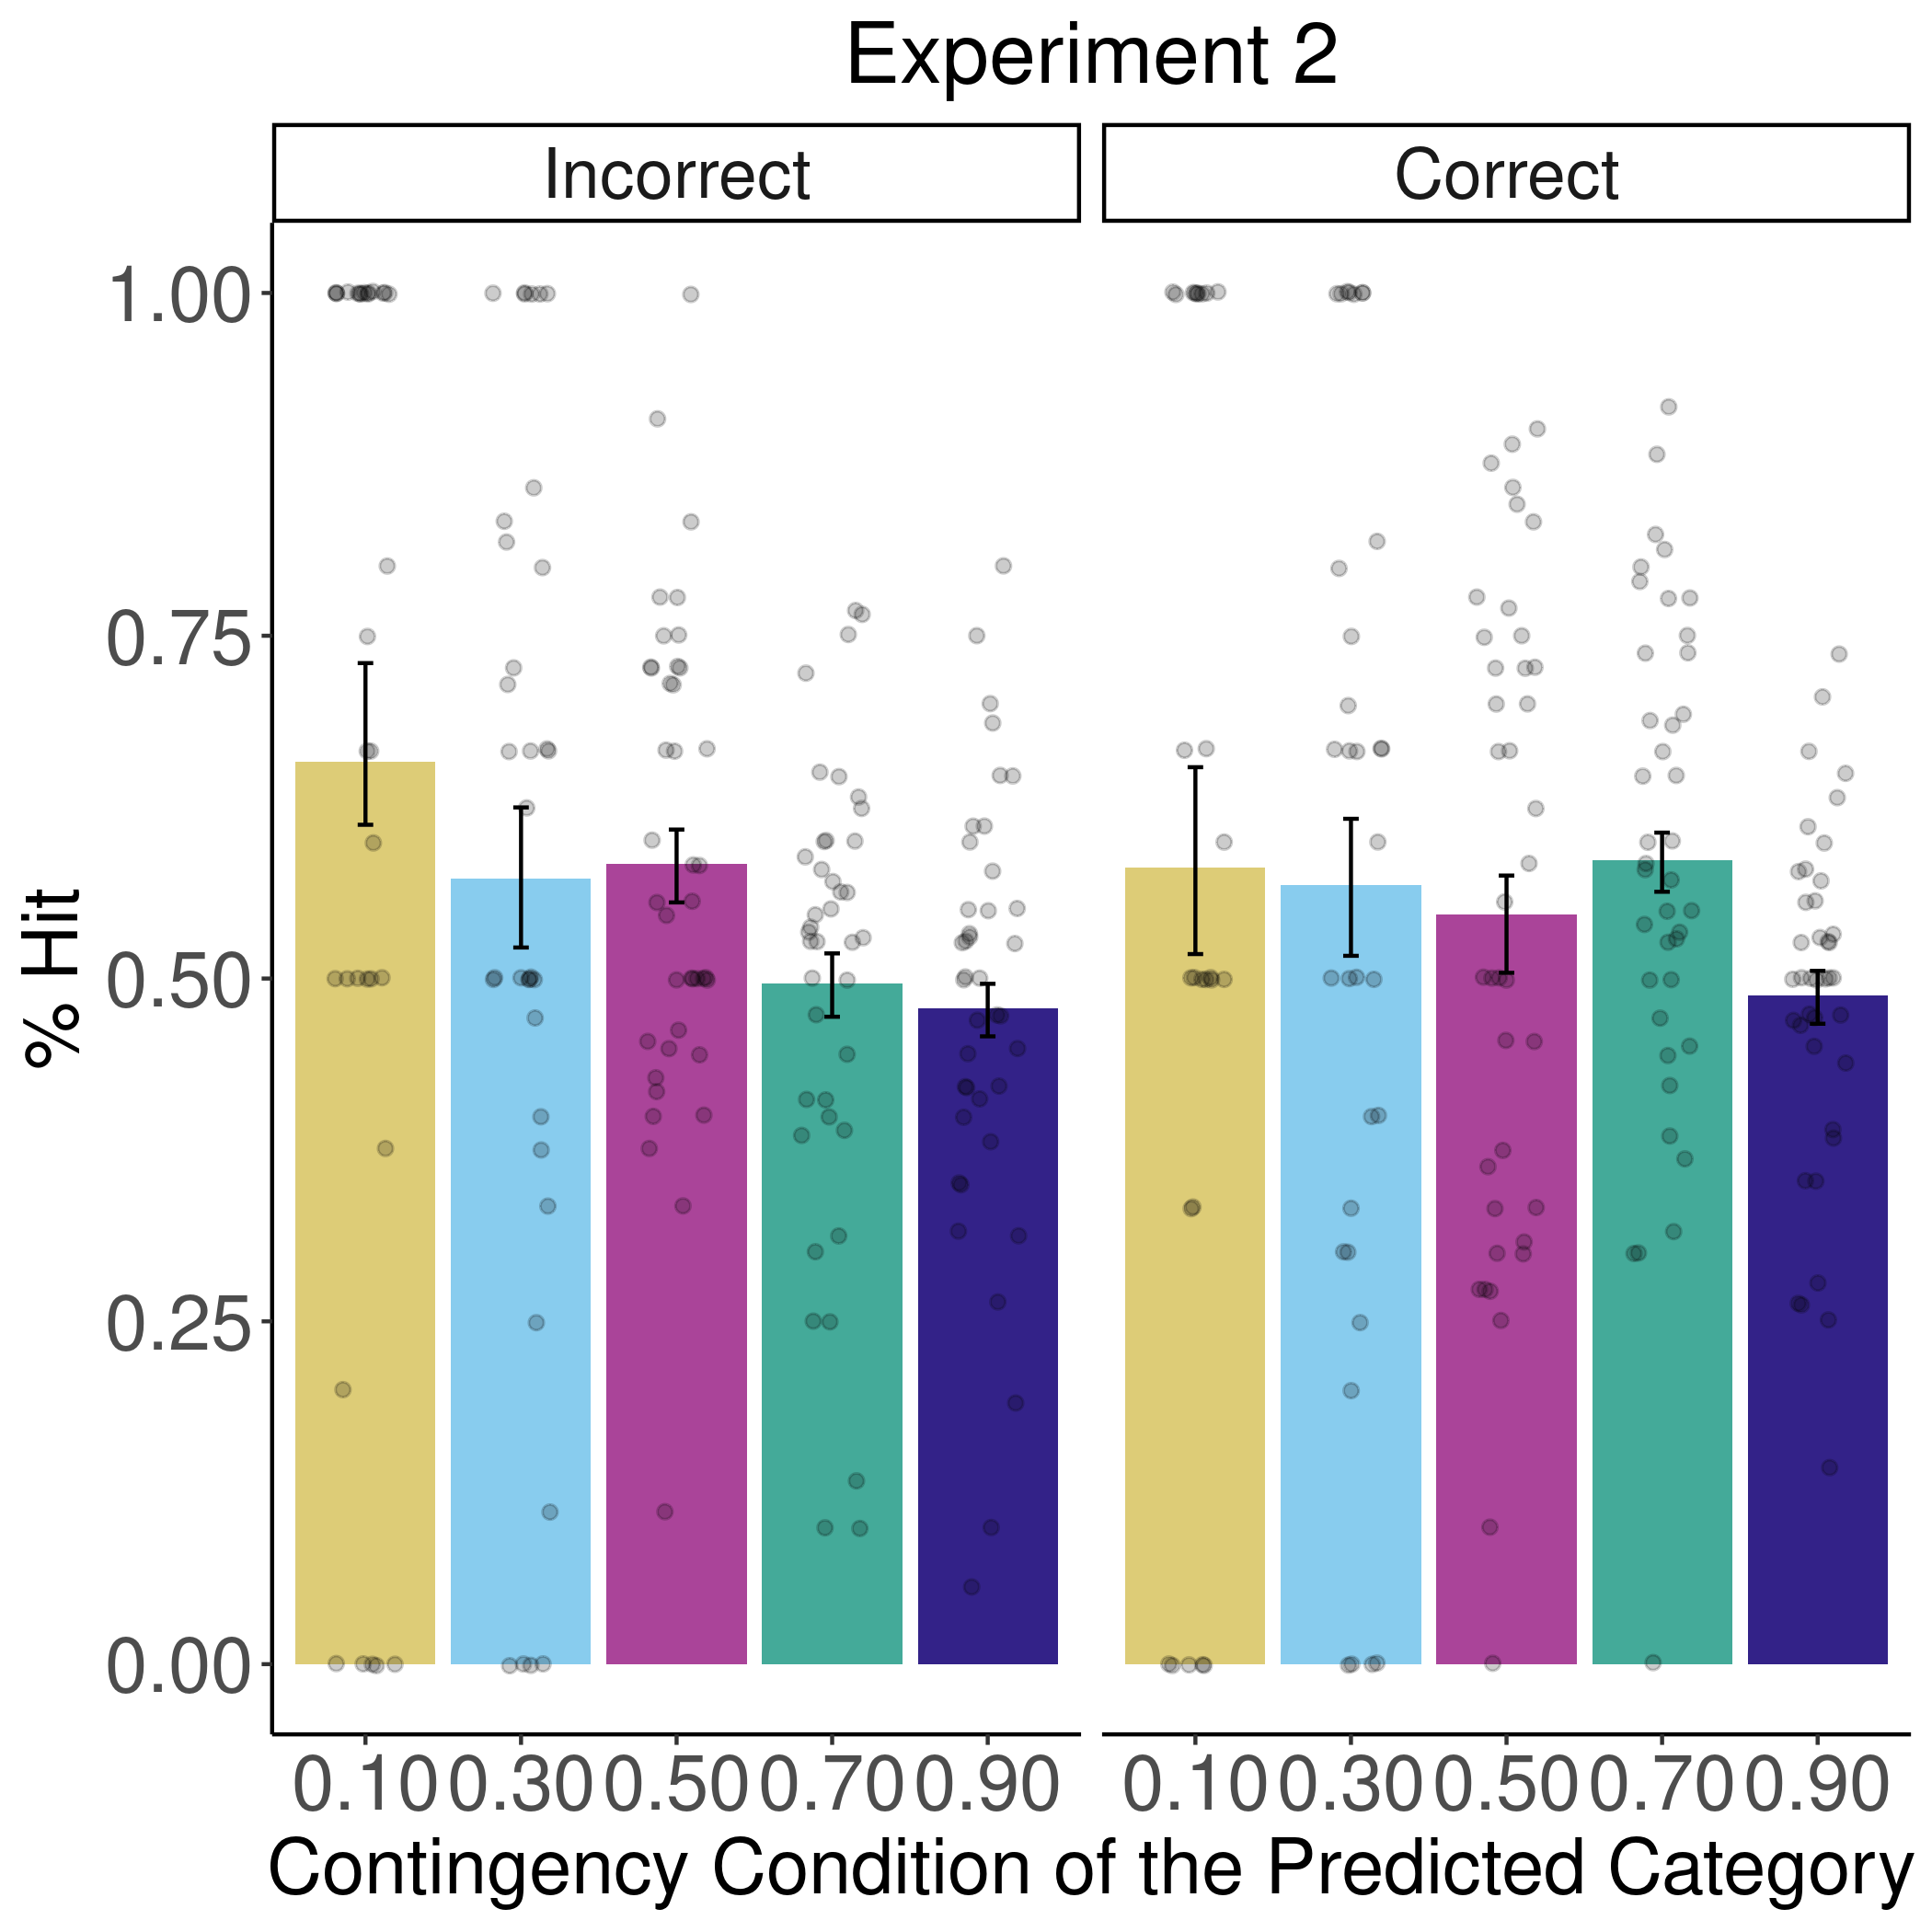 Experiment 2
Incorrect Correct
1.00
0.75
0.50
0.25
0.00
% Hit
0.10 0.30 0.50 0.70 0.90 0.10 0.30 0.50 0.70 0.90
Contingency Condition of the Predicted Category